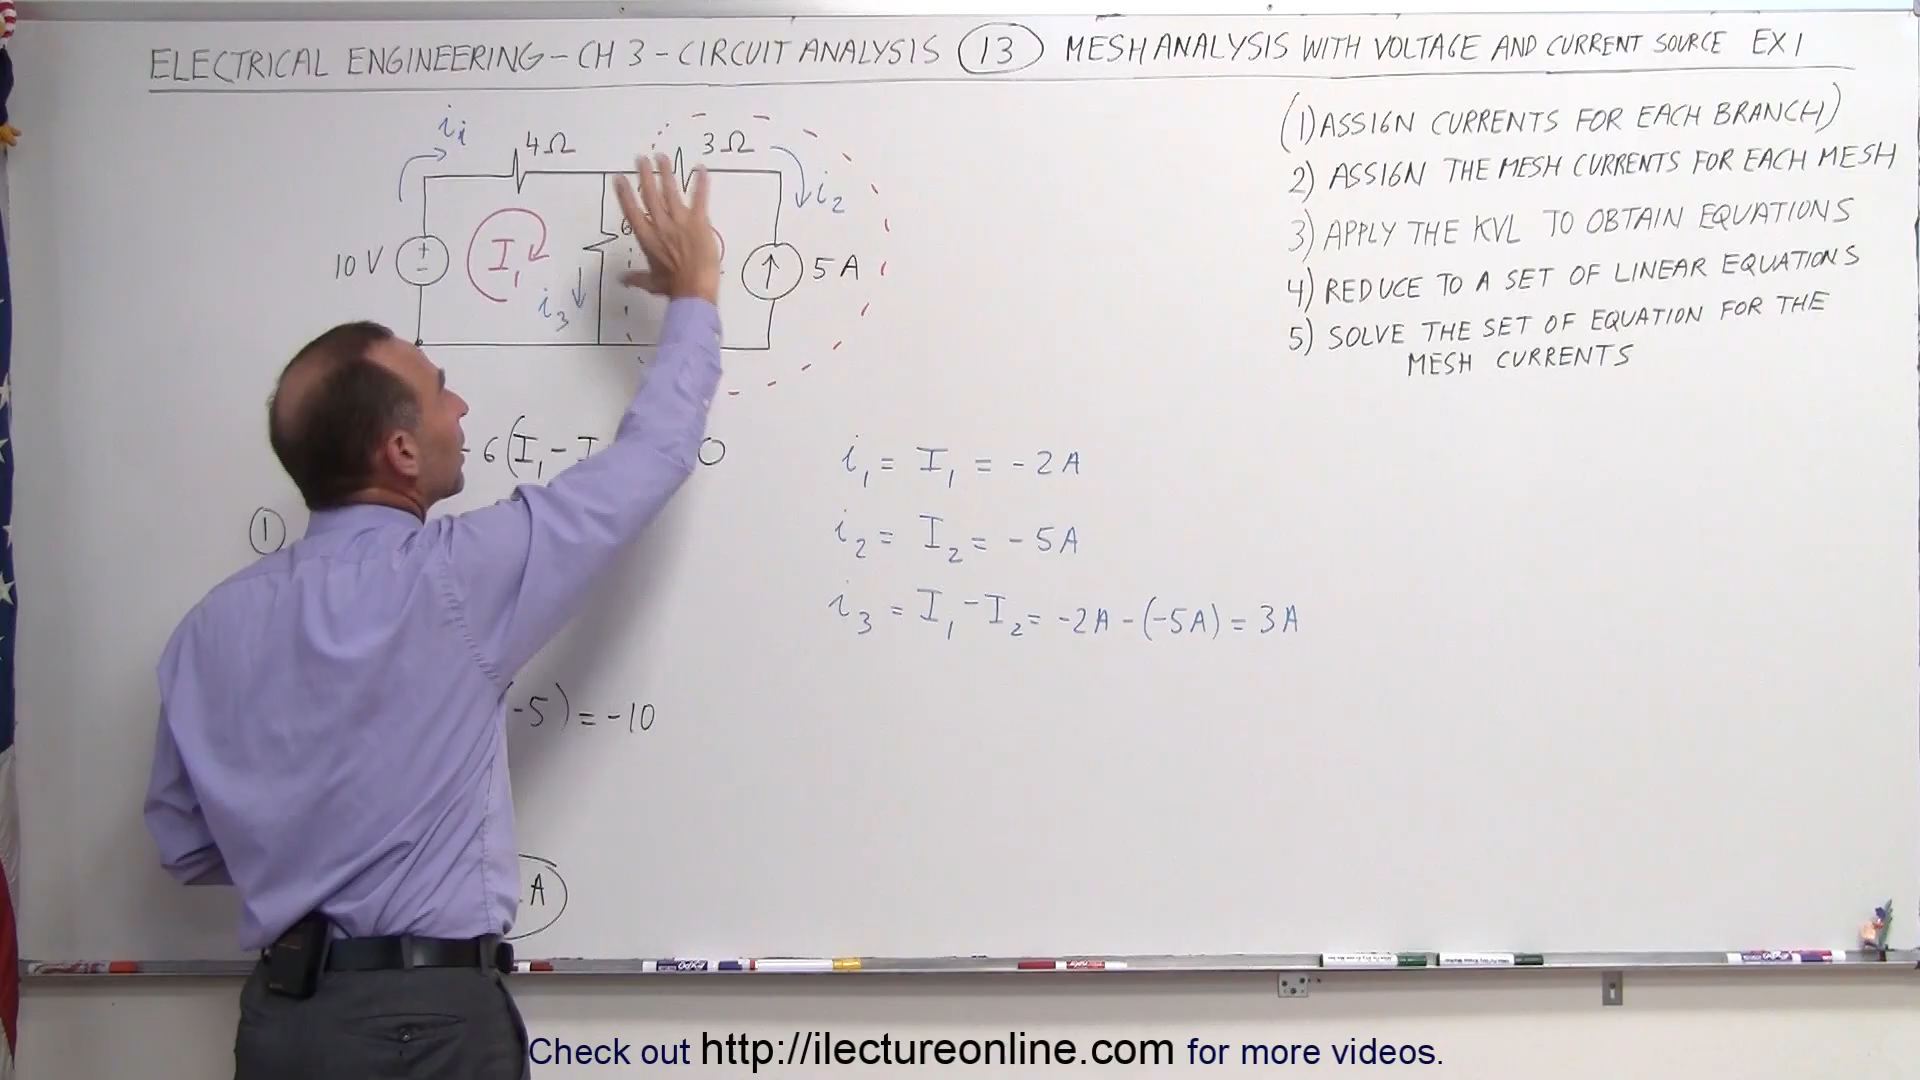 ELECTRICAL ENGINEERING - CH 3 - CIRCUIT ANALYSIS 13 MESH ANALYSIS WITH VOLTAGE AND CURRENT SOURCE EX 1
(1) ASSIGN CURRENTS FOR EACH BRANCH)
2) ASSIGN THE MESH CURRENTS FOR EACH MESH
3) APPLY THE KVL TO OBTAIN EQUATIONS
4) REDUCE TO A SET OF LINEAR EQUATIONS
5) SOLVE THE SET OF EQUATION FOR THE
MESH CURRENTS
i₁ 4Ω 3Ω
i₂
10 V + - I₁ 5 A
i₃
6(I₁ - I 0
1
-5) = -10
A
i₁ = I₁ = -2A
i₂ = I₂ = -5A
i₃ = I₁ - I₂ = -2A - (-5A) = 3A
Check out http://ilectureonline.com for more videos.